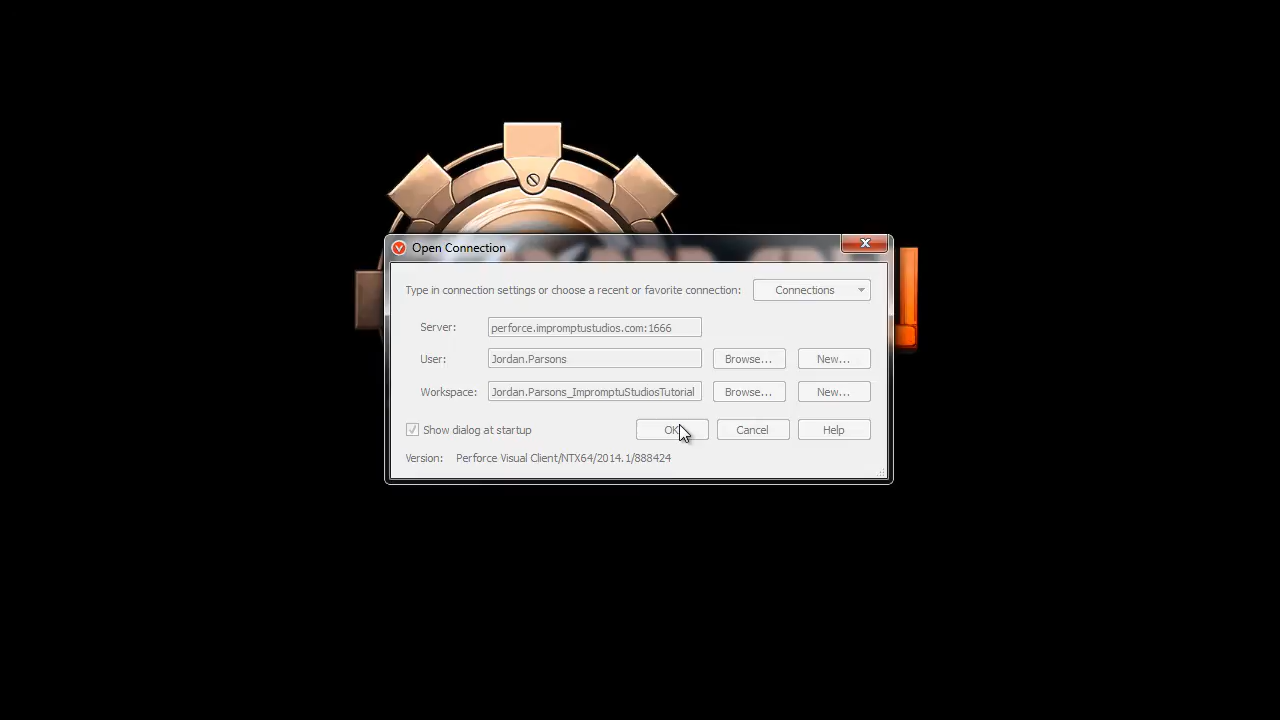 Open Connection
Type in connection settings or choose a recent or favorite connection: Connections
Server: perforce.impromptustudios.com:1666
User: Jordan.Parsons Browse... New...
Workspace: Jordan.Parsons_ImpromptuStudiosTutorial Browse... New...
Show dialog at startup OK Cancel Help
Version: Perforce Visual Client/NTX64/2014.1/888424